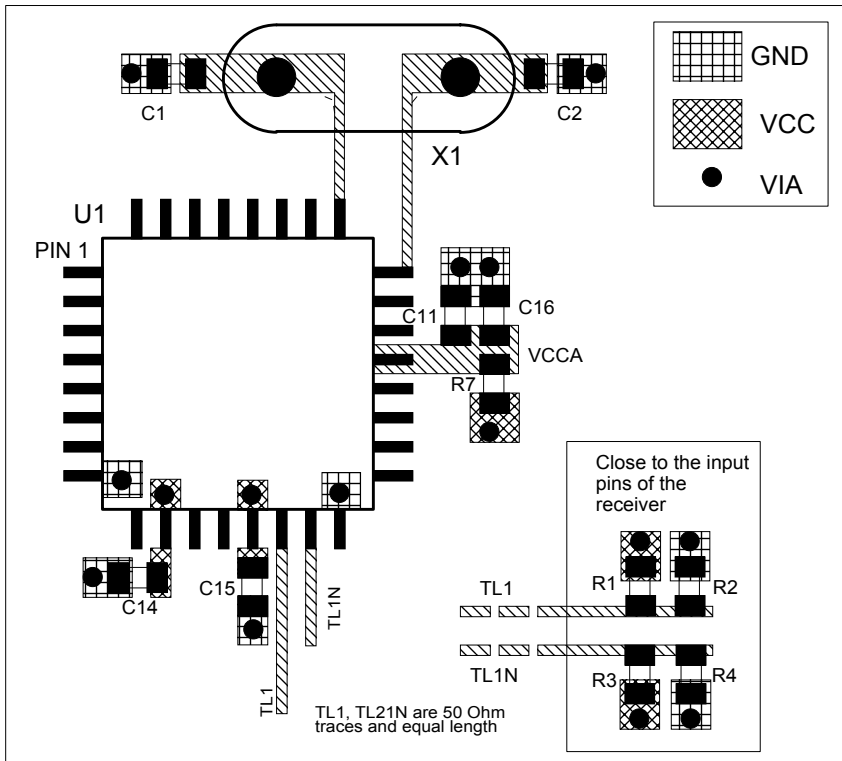 GND
VCC
VIA
C1
C2
X1
U1
PIN 1
C11
C16
VCCA
R7
Close to the input
pins of the
receiver
C14
C15
TL1
TL1N
TL1
TL1N
R1
R2
R3
R4
TL1, TL21N are 50 Ohm
traces and equal length